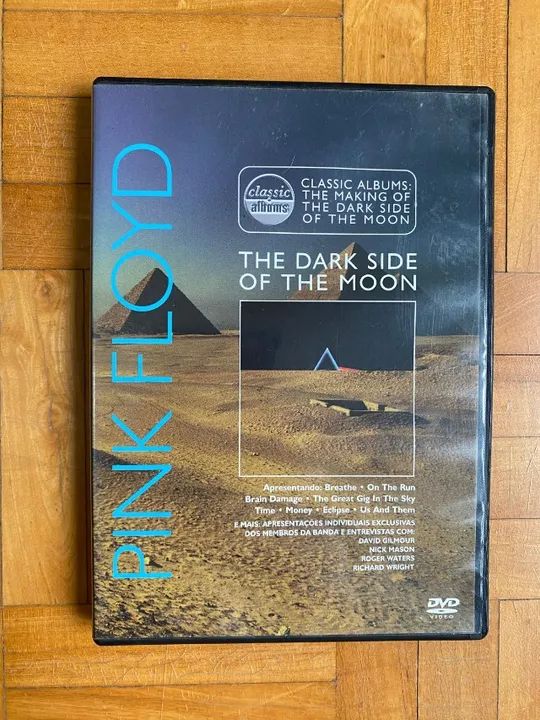 PINK FLOYD
classic
albums
CLASSIC ALBUMS:
THE MAKING OF
THE DARK SIDE
OF THE MOON
THE DARK SIDE
OF THE MOON
Apresentando: Breathe • On The Run
Brain Damage • The Great Gig In The Sky
Time • Money • Eclipse • Us And Them
E MAIS: APRESENTAÇÕES INDIVIDUAIS EXCLUSIVAS
DOS MEMBROS DA BANDA E ENTREVISTAS COM:
DAVID GILMOUR
NICK MASON
ROGER WATERS
RICHARD WRIGHT
DVD
VIDEO